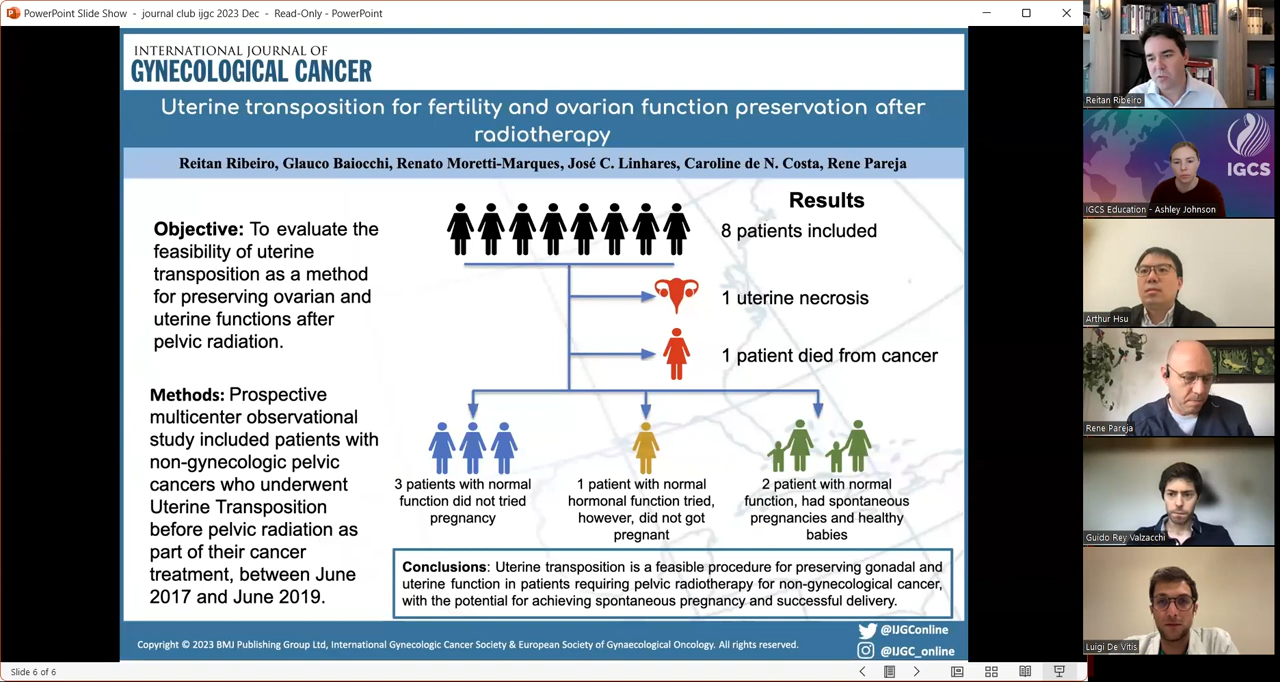 PowerPoint Slide Show - journal club ijgc 2023 Dec - Read-Only - PowerPoint
INTERNATIONAL JOURNAL OF
GYNECOLOGICAL CANCER
Uterine transposition for fertility and ovarian function preservation after
radiotherapy
Reitan Ribeiro, Glauco Baiocchi, Renato Moretti-Marques, José C. Linhares, Caroline de N. Costa, Rene Pareja
Objective: To evaluate the
feasibility of uterine
transposition as a method
for preserving ovarian and
uterine functions after
pelvic radiation.
Methods: Prospective
multicenter observational
study included patients with
non-gynecologic pelvic
cancers who underwent
Uterine Transposition
before pelvic radiation as
part of their cancer
treatment, between June
2017 and June 2019.
Results
8 patients included
1 uterine necrosis
1 patient died from cancer
3 patients with normal
function did not tried
pregnancy
1 patient with normal
hormonal function tried,
however, did not got
pregnant
2 patient with normal
function, had spontaneous
pregnancies and healthy
babies
Conclusions: Uterine transposition is a feasible procedure for preserving gonadal and
uterine function in patients requiring pelvic radiotherapy for non-gynecological cancer,
with the potential for achieving spontaneous pregnancy and successful delivery.
Copyright © 2023 BMJ Publishing Group Ltd, International Gynecologic Cancer Society & European Society of Gynaecological Oncology. All rights reserved.
@IJGConline
@IJGC_online
Slide 6 of 6
Reitan Ribeiro
IGCS
IGCS Education - Ashley Johnson
Arthur Hsu
Rene Pareja
Guido Rey Valzacchi
Luigi De Vitis